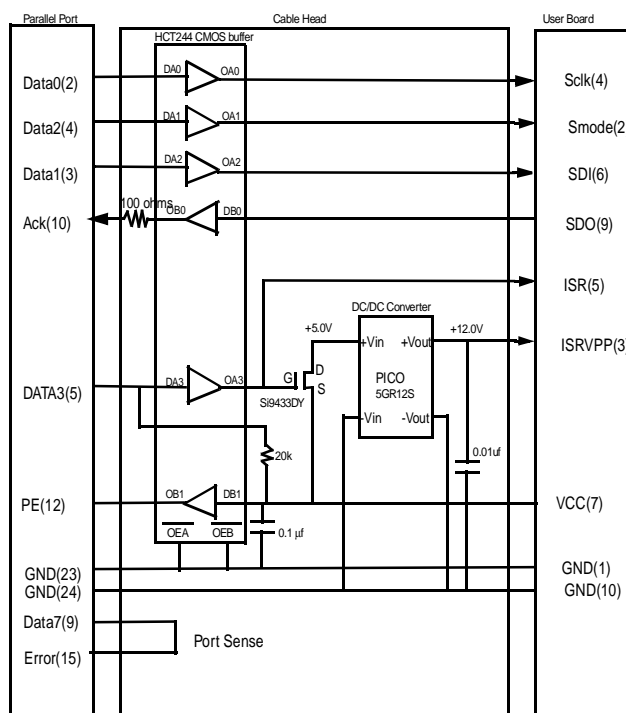 Parallel Port
Cable Head
User Board
HCT244 CMOS buffer
Data0(2)
DA0
OA0
Sclk(4)
Data2(4)
DA1
OA1
Smode(2
Data1(3)
DA2
OA2
SDI(6)
100 ohms
Ack(10)
OB0
DB0
SDO(9)
ISR(5)
DC/DC Converter
+5.0V
+12.0V
+Vin
+Vout
ISRVPP(3)
DATA3(5)
DA3
OA3
G
D
S
Si9433DY
PICO
5GR12S
-Vin
-Vout
20k
0.01uf
PE(12)
OB1
DB1
VCC(7)
OEA
OEB
0.1 µf
GND(23)
GND(1)
GND(24)
GND(10)
Data7(9)
Port Sense
Error(15)